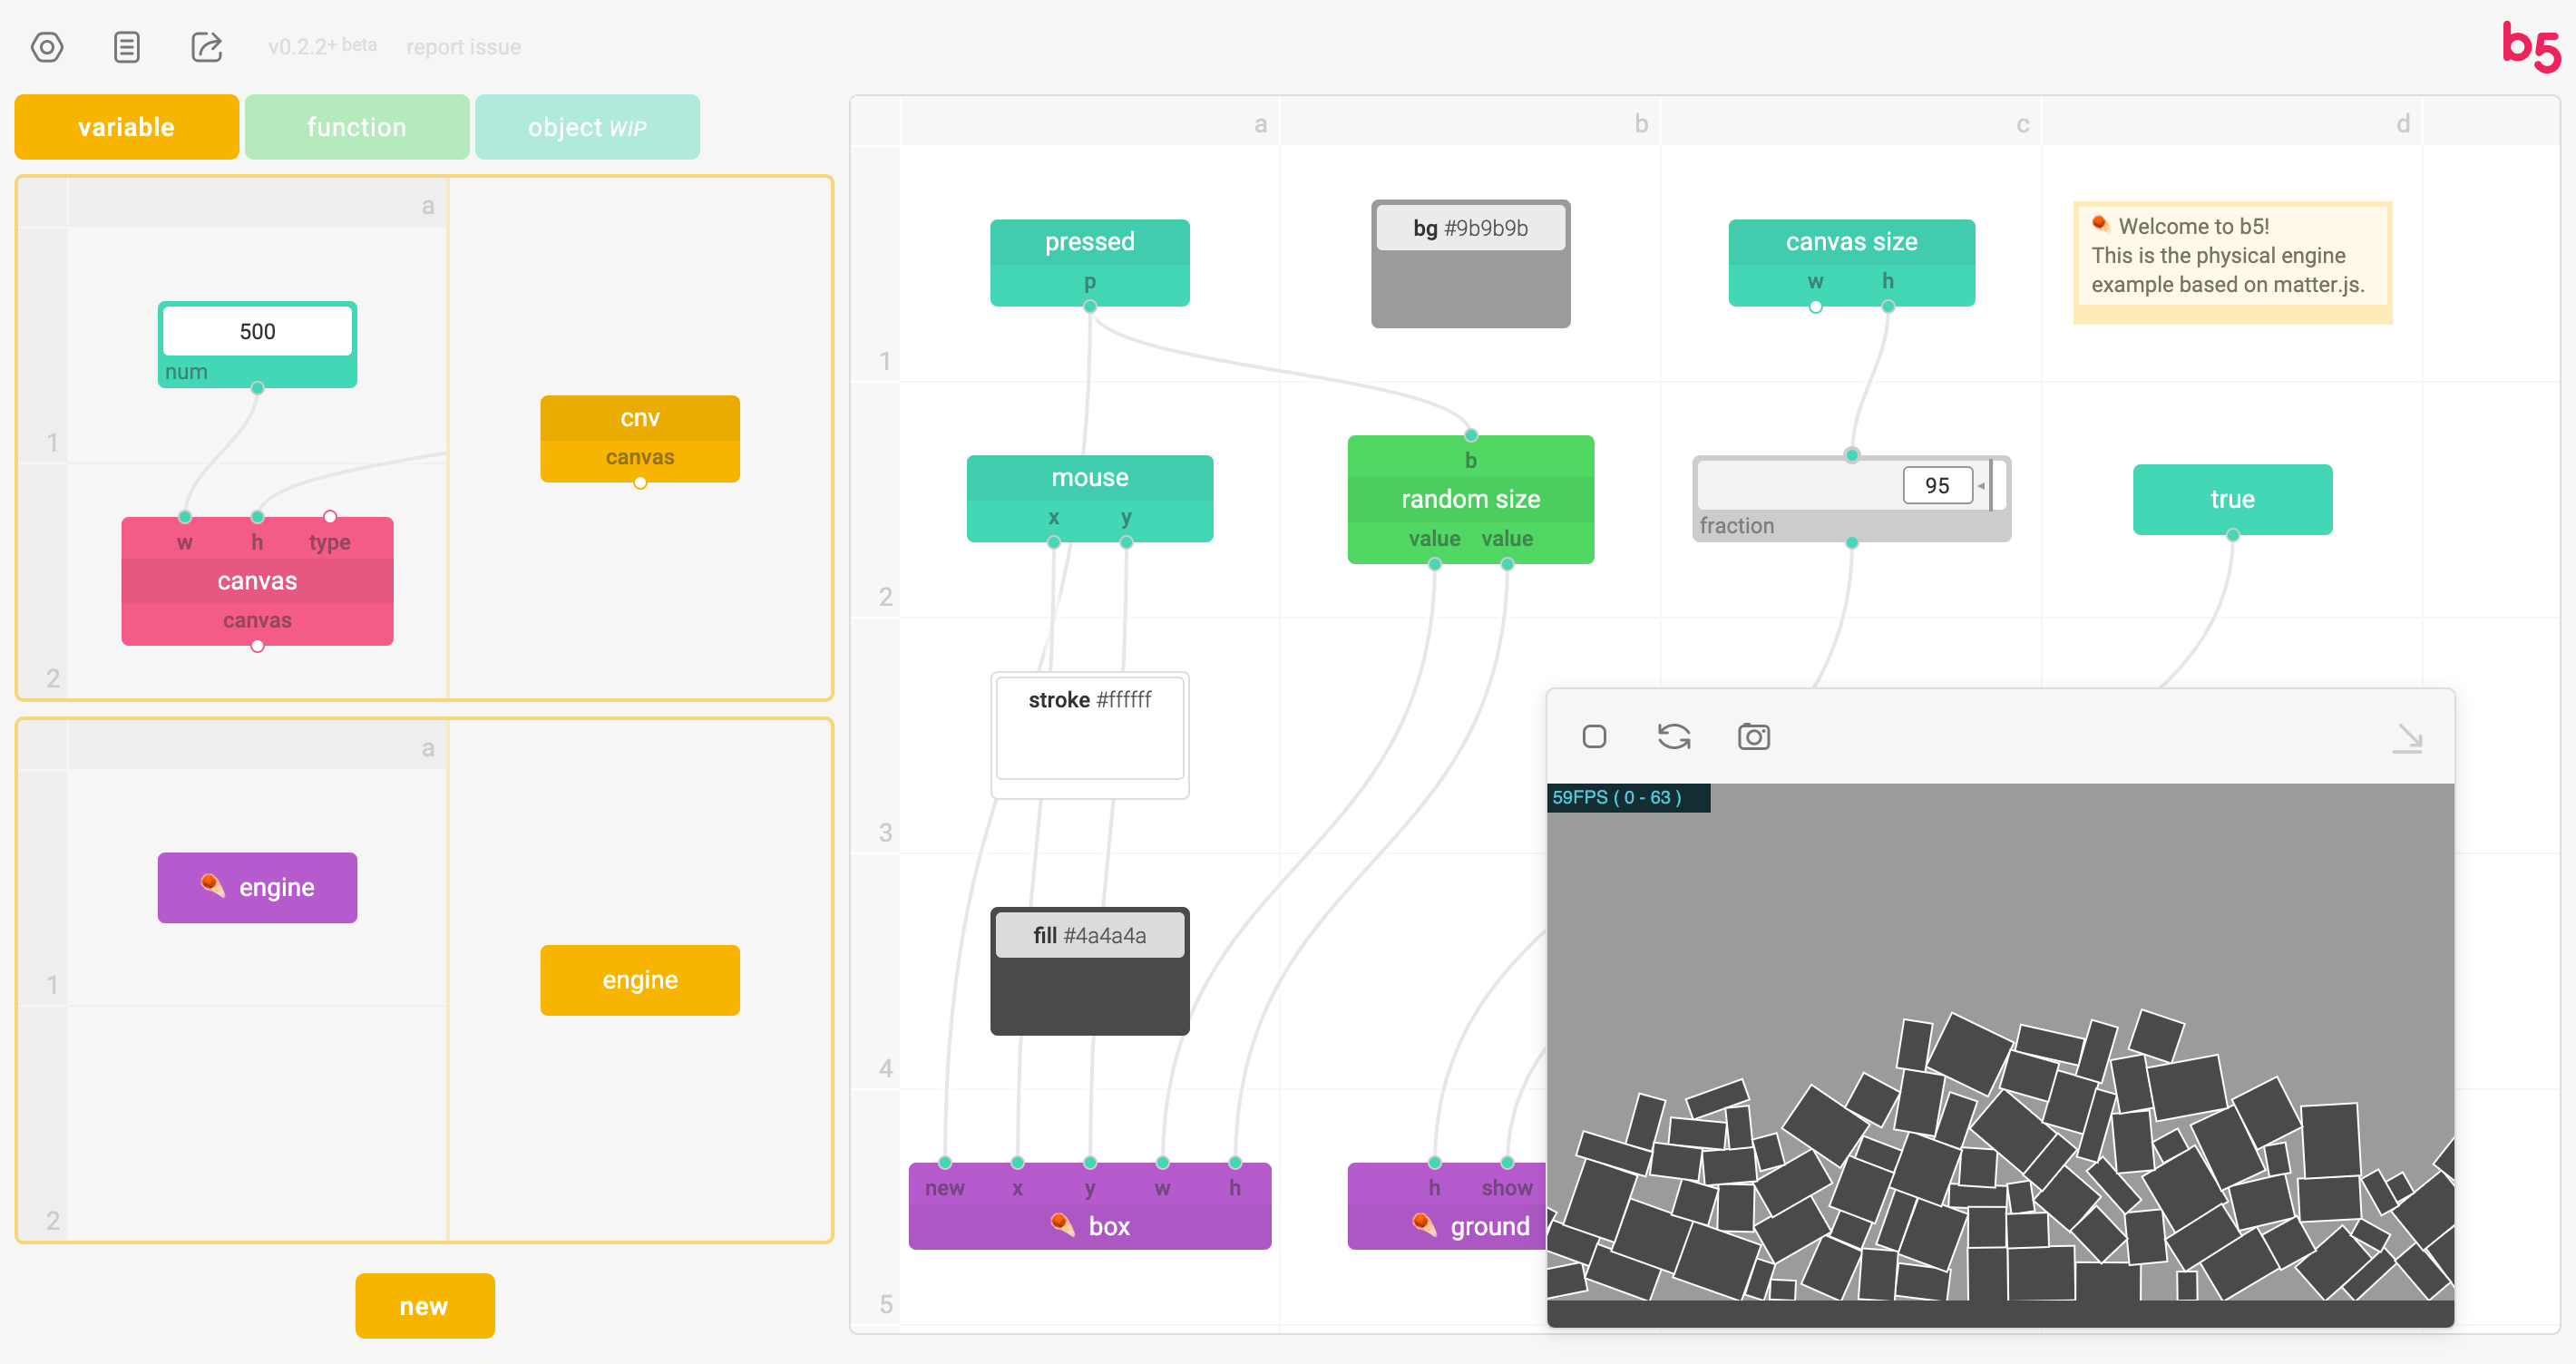 v0.2.2+ beta
report issue
b5
variable
function
object WIP
a
500
num
1
cnv
canvas
w h type
canvas
canvas
2
a
engine
1
engine
2
new
a b c d
pressed
p
bg #9b9b9b
canvas size
w h
Welcome to b5!
This is the physical engine
example based on matter.js.
1
mouse
x y
b
random size
value value
95
fraction
true
2
stroke #ffffff
3
fill #4a4a4a
4
new x y w h
box
h show
ground
5
59FPS ( 0 - 63 )